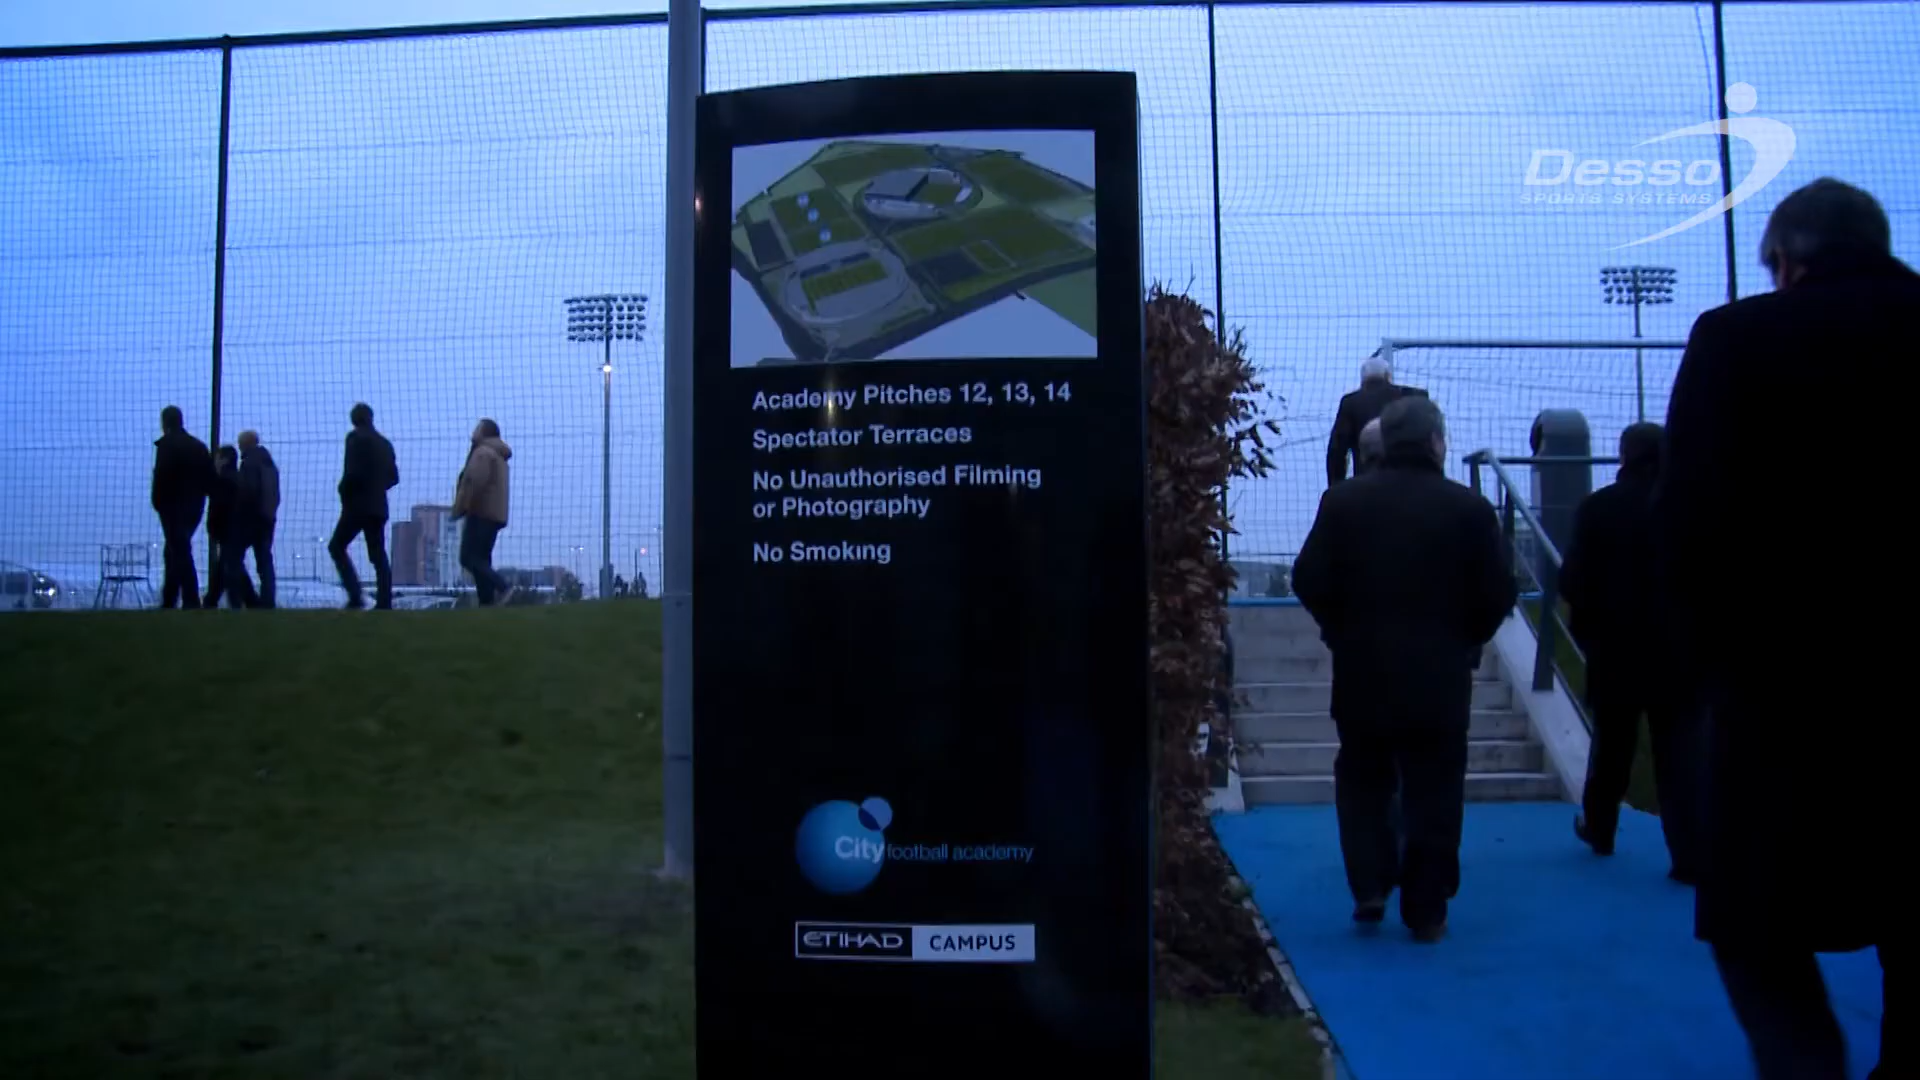 Desso
SPORTS SYSTEMS
Academy Pitches 12, 13, 14
Spectator Terraces
No Unauthorised Filming
or Photography
No Smoking
City football academy
ETIHAD CAMPUS